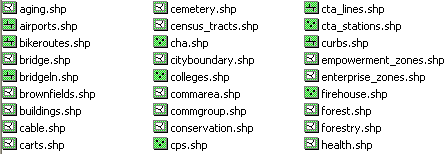 aging.shp
airports.shp
bikeroutes.shp
bridge.shp
bridgeln.shp
brownfields.shp
buildings.shp
cable.shp
carts.shp
cemetery.shp
census_tracts.shp
cha.shp
cityboundary.shp
colleges.shp
commarea.shp
commgroup.shp
conservation.shp
cps.shp
cta_lines.shp
cta_stations.shp
curbs.shp
empowerment_zones.shp
enterprize_zones.shp
firehouse.shp
forest.shp
forestry.shp
health.shp